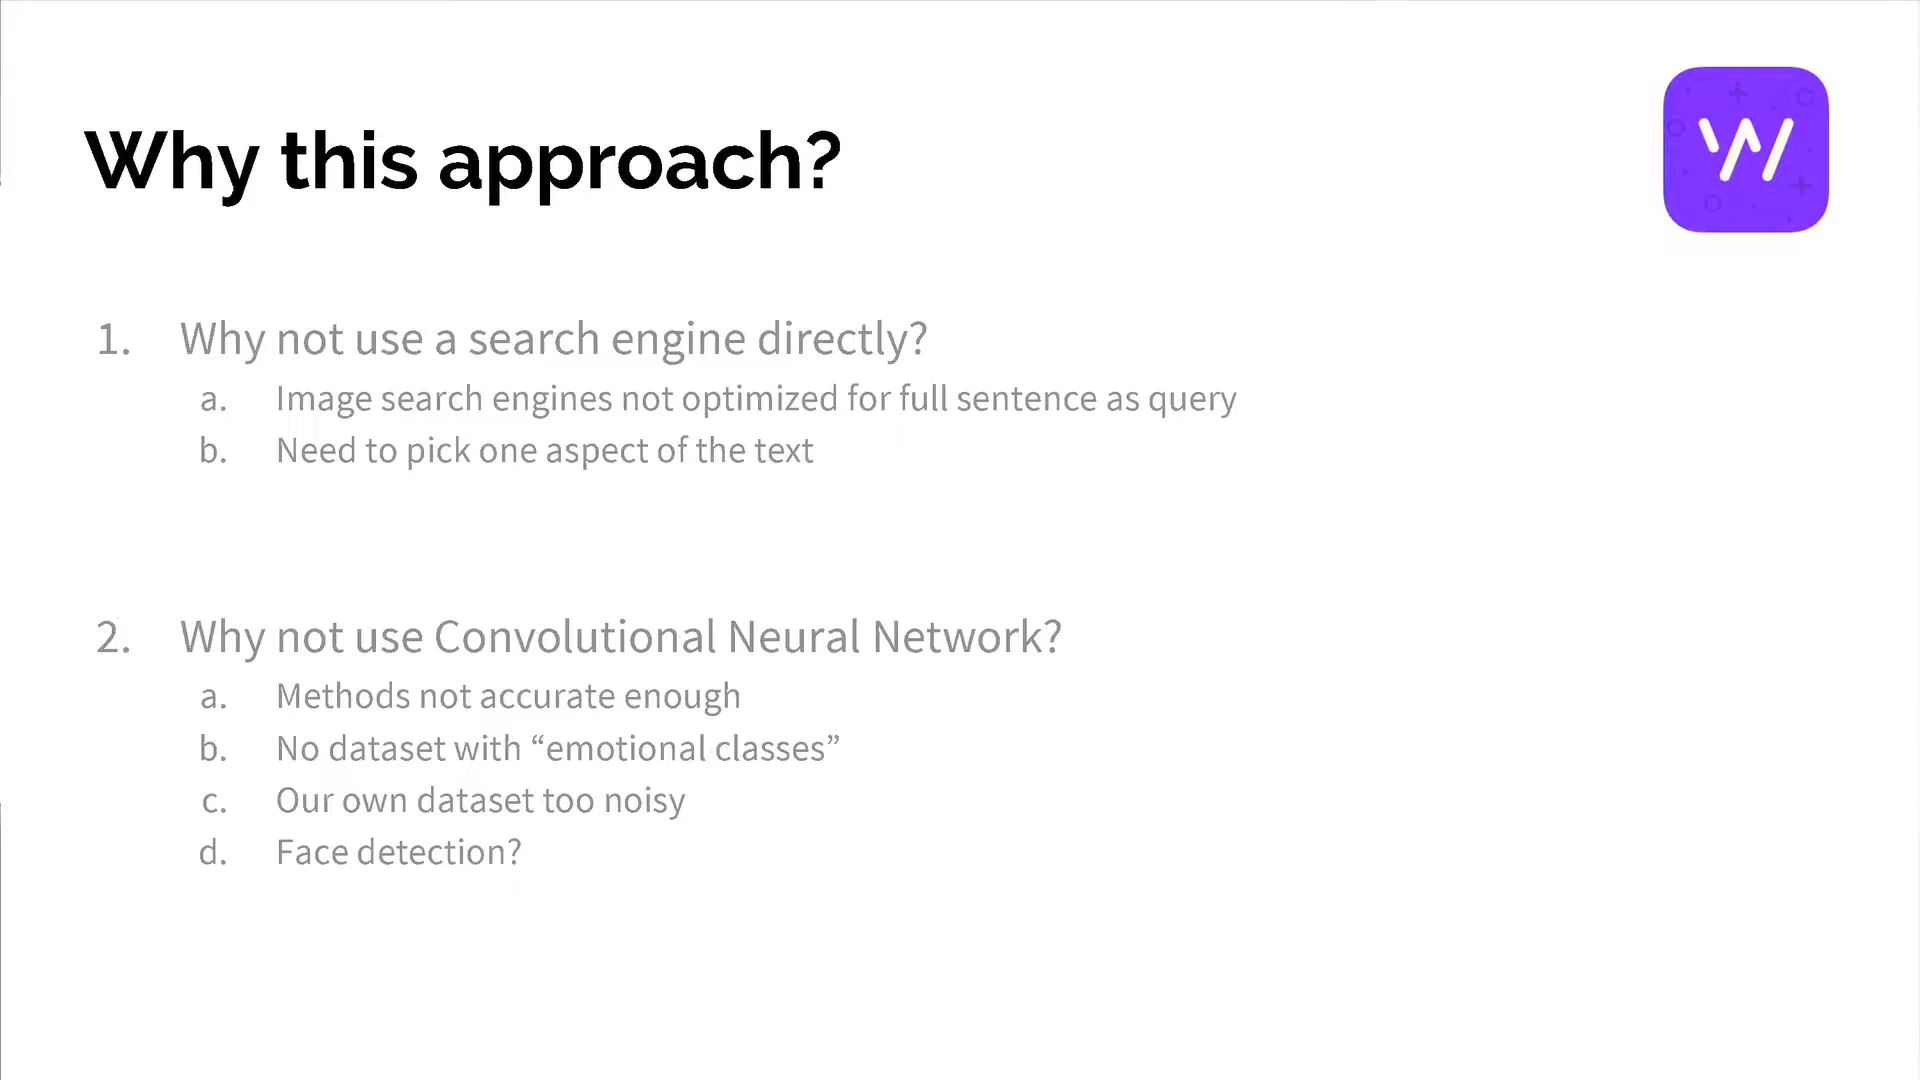 Why this approach?
W
1. Why not use a search engine directly?
a. Image search engines not optimized for full sentence as query
b. Need to pick one aspect of the text
2. Why not use Convolutional Neural Network?
a. Methods not accurate enough
b. No dataset with “emotional classes”
c. Our own dataset too noisy
d. Face detection?